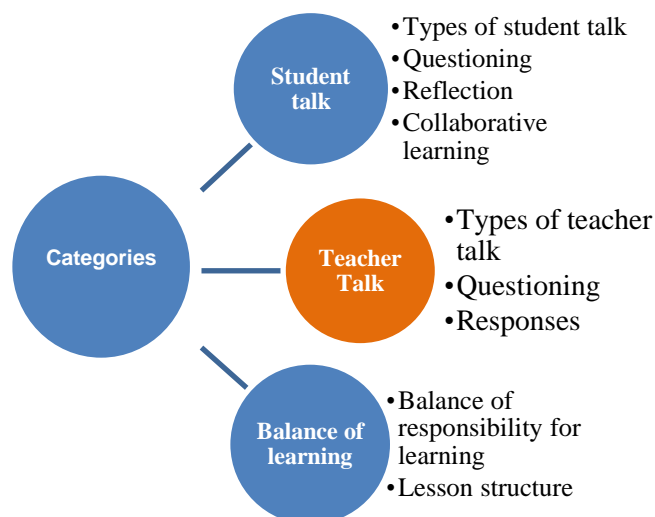 Categories
Student
talk
•Types of student talk
•Questioning
•Reflection
•Collaborative
learning
Teacher
Talk
•Types of teacher
talk
•Questioning
•Responses
Balance of
learning
•Balance of
responsibility for
learning
•Lesson structure